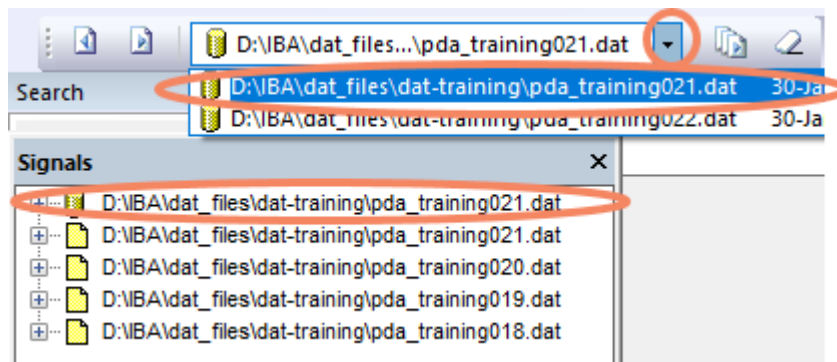 D:\IBA\dat_files...\pda_training021.dat
D:\IBA\dat_files\dat-training\pda_training021.dat 30-Ja
D:\IBA\dat_files\dat-training\pda_training022.dat 30-Ja
Search
Signals
D:\IBA\dat_files\dat-training\pda_training021.dat
D:\IBA\dat_files\dat-training\pda_training021.dat
D:\IBA\dat_files\dat-training\pda_training020.dat
D:\IBA\dat_files\dat-training\pda_training019.dat
D:\IBA\dat_files\dat-training\pda_training018.dat